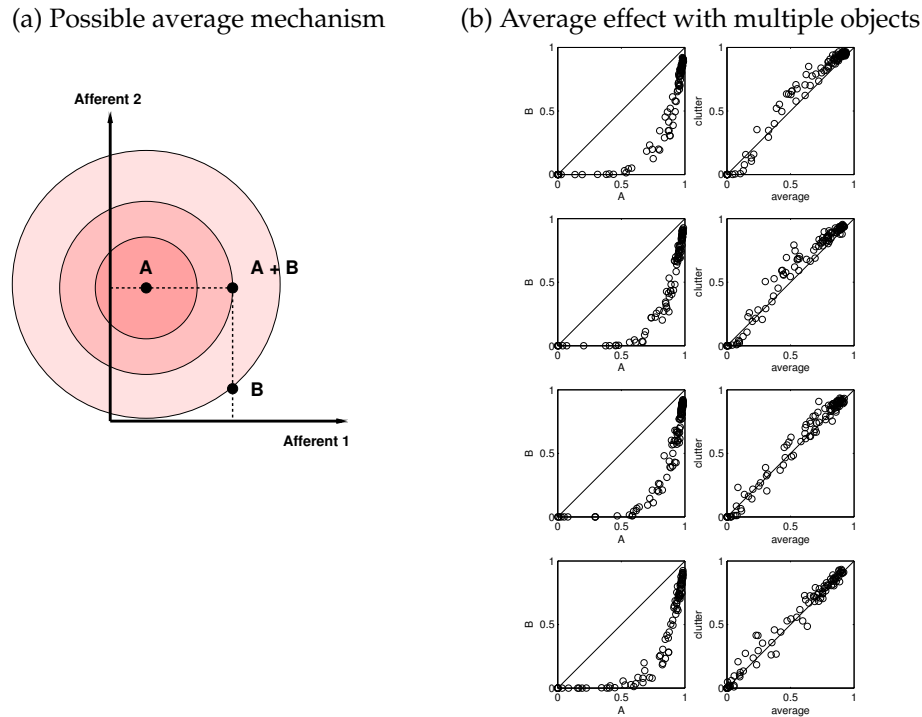 (a) Possible average mechanism
Afferent 2
A
A + B
B
Afferent 1
(b) Average effect with multiple objects
1
0.5
0
B
0 0.5 1
A
1
0.5
0
clutter
0 0.5 1
average
1
0.5
0
B
0 0.5 1
A
1
0.5
0
clutter
0 0.5 1
average
1
0.5
0
B
0 0.5 1
A
1
0.5
0
clutter
0 0.5 1
average
1
0.5
0
B
0 0.5 1
A
1
0.5
0
clutter
0 0.5 1
average